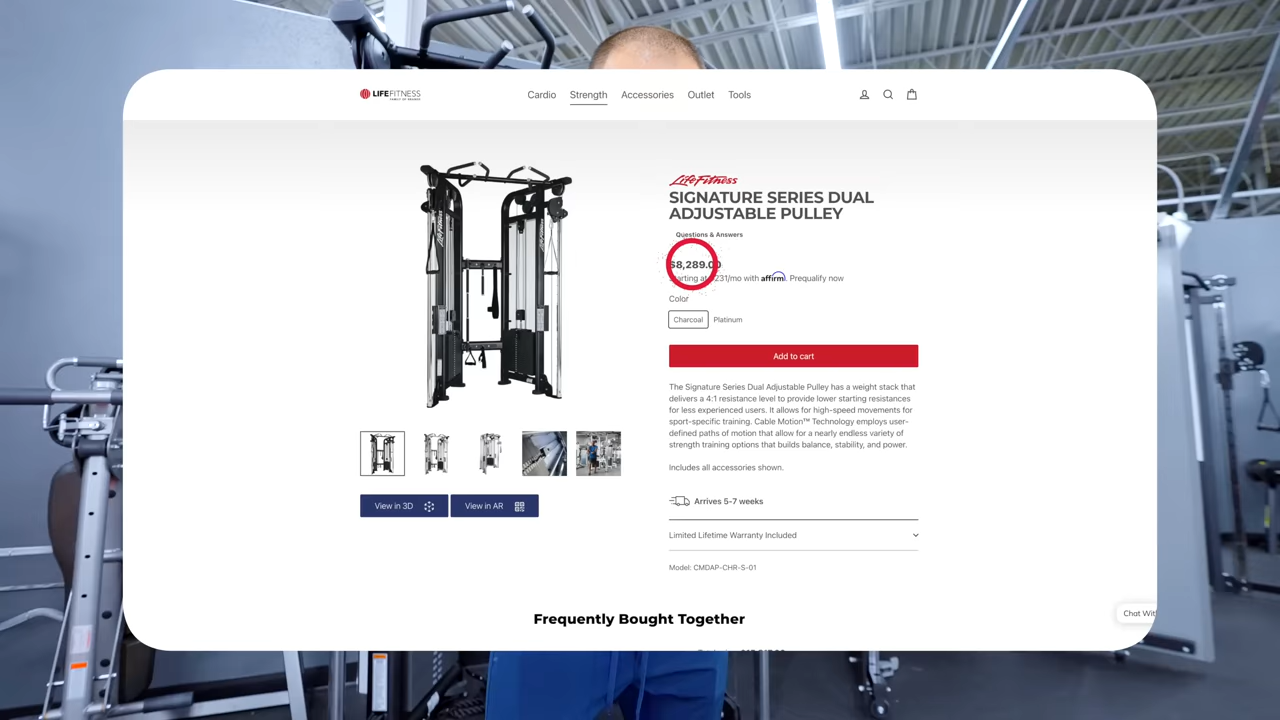 LIFEFITNESS
FAMILY OF BRANDS
Cardio Strength Accessories Outlet Tools
LifeFitness
SIGNATURE SERIES DUAL
ADJUSTABLE PULLEY
Questions & Answers
$8,289.00
Starting at $231/mo with affirm. Prequalify now
Color
Charcoal Platinum
Add to cart
The Signature Series Dual Adjustable Pulley has a weight stack that
delivers a 4:1 resistance level to provide lower starting resistances
for less experienced users. It allows for high-speed movements for
sport-specific training. Cable Motion™ Technology employs user-
defined paths of motion that allow for a nearly endless variety of
strength training options that builds balance, stability, and power.
Includes all accessories shown.
View in 3D View in AR
Arrives 5-7 weeks
Limited Lifetime Warranty Included
Model: CMDAP-CHR-S-01
Frequently Bought Together
Chat Wit